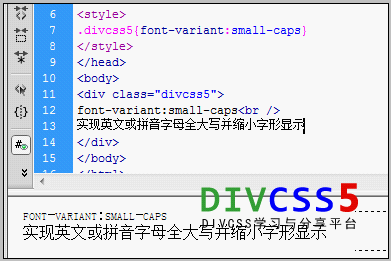 6 <style>
7 .divcss5{font-variant:small-caps}
8 </style>
9 </head>
10 <body>
11 <div class="divcss5">
12 font-variant:small-caps<br />
13 实现英文或拼音字母全大写并缩小字形显示
14 </div>
15 </body>
16 </html>
FONT-VARIANT:SMALL-CAPS
实现英文或拼音字母全大写并缩小字形显示
DIVCSS5
DIVCSS学习与分享平台